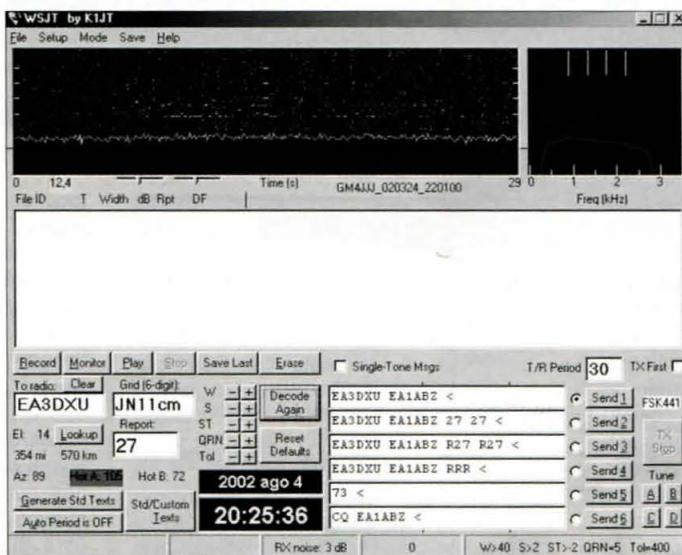 WSJT by K1JT
File Setup Mode Save Help
0 12,4 Time (s) GM4JJJ_020324_220100 29 0 1 2 3
File ID T Width dB Rpt DF Freq (kHz)
Record Monitor Play Stop Save Last Erase Single-Tone Msgs T/R Period 30 TX First
To radio: Clear Grid (6-digit):
EA3DXU JN11cm
El: 14 Lookup Report:
27
354 mi 570 km
Az: 89 Hot A: 105 Hot B: 72
W - +
S - +
ST - +
QRN - +
Tol - +
Decode Again
Reset Defaults
Generate Std Texts
Auto Period is OFF
Std/Custom Texts
2002 ago 4
20:25:36
EA3DXU EA1ABZ < Send 1
EA3DXU EA1ABZ 27 27 < Send 2
EA3DXU EA1ABZ R27 R27 < Send 3
EA3DXU EA1ABZ RRR < Send 4
73 < Send 5
CQ EA1ABZ < Send 6
FSK441
TX Stop
Tune
A B
C D
RX noise: 3 dB 0 W>40 S>2 ST>-2 QRN=5 Tol=400